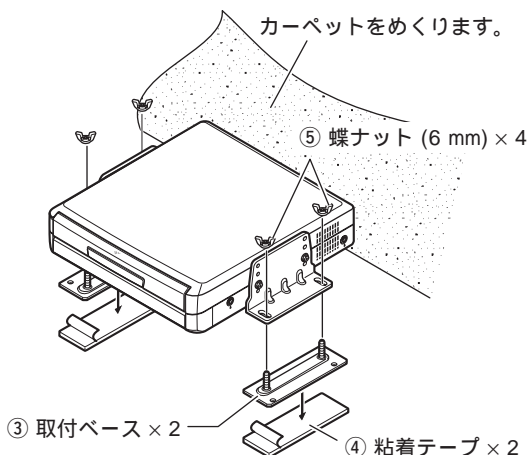 カーペットをめくります。
⑤ 蝶ナット (6 mm) × 4
③ 取付ベース × 2
④ 粘着テープ × 2